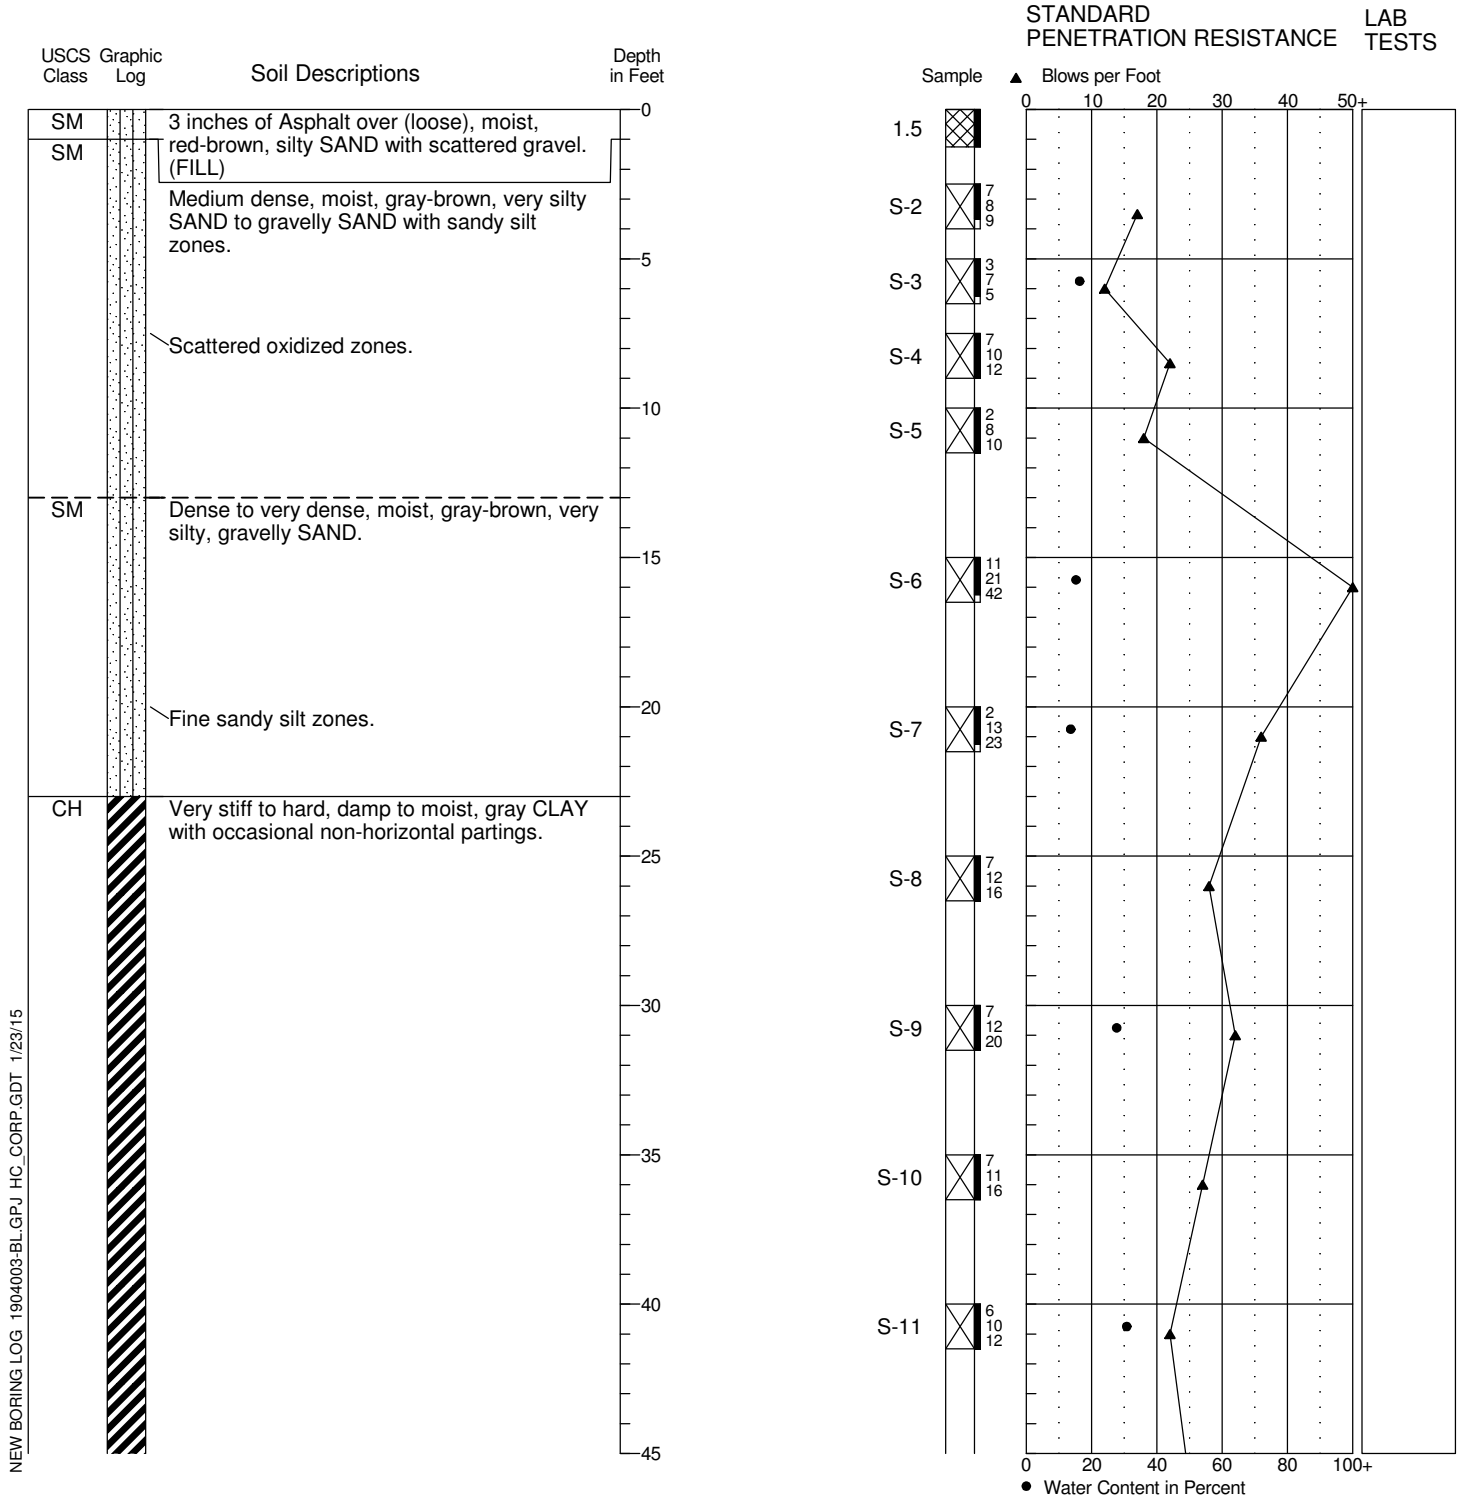 STANDARD
PENETRATION RESISTANCE
LAB
TESTS
USCS Graphic
Class Log
Soil Descriptions
Depth
in Feet
Sample
▲ Blows per Foot
0 10 20 30 40 50+
SM
3 inches of Asphalt over (loose), moist,
red-brown, silty SAND with scattered gravel.
(FILL)
SM
Medium dense, moist, gray-brown, very silty
SAND to gravelly SAND with sandy silt
zones.
Scattered oxidized zones.
SM
Dense to very dense, moist, gray-brown, very
silty, gravelly SAND.
Fine sandy silt zones.
CH
Very stiff to hard, damp to moist, gray CLAY
with occasional non-horizontal partings.
0
5
10
15
20
25
30
35
40
45
1.5
S-2
7
8
9
S-3
3
7
5
S-4
7
10
12
S-5
2
8
10
S-6
11
21
42
S-7
2
13
23
S-8
7
12
16
S-9
7
12
20
S-10
7
11
16
S-11
6
10
12
0 20 40 60 80 100+
● Water Content in Percent
NEW BORING LOG 1904003-BL.GPJ HC_CORP.GDT 1/23/15